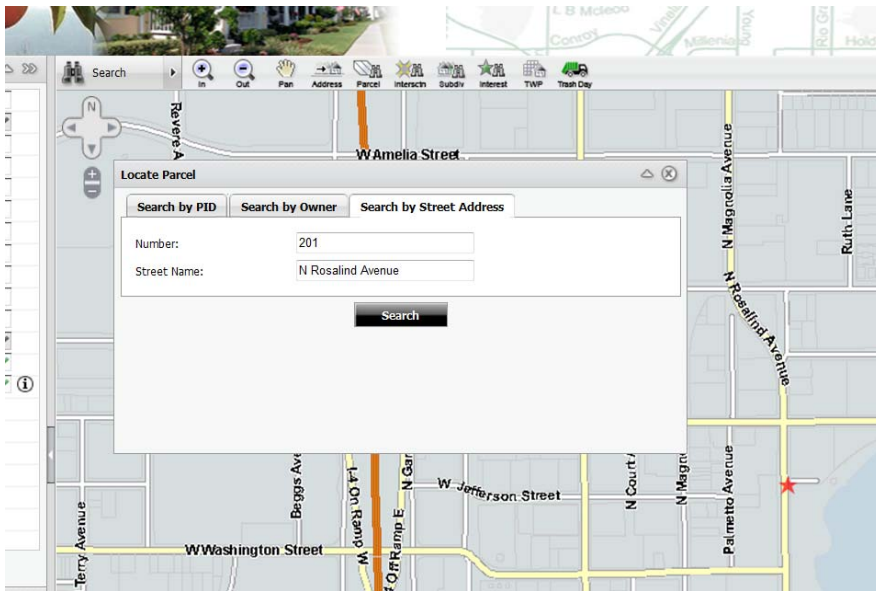 L B Mcleod
Conroy
Vinela
Millenia
Young
Rio Gr
Hold
Search
In
Out
Pan
Address
Parcel
Intersctn
Subdiv
Interest
TWP
Trash Day
N
Revere A
W Amelia Street
N Magnolia Avenue
Ruth Lane
Locate Parcel
Search by PID
Search by Owner
Search by Street Address
Number:
201
Street Name:
N Rosalind Avenue
Search
N Rosalind Avenue
Beggs Ave
I-4 On Ramp W
N Gar
W Jefferson Street
N Court A
N Magn
Palmetto Avenue
Terry Avenue
W Washington Street
I-4 Off Ramp E